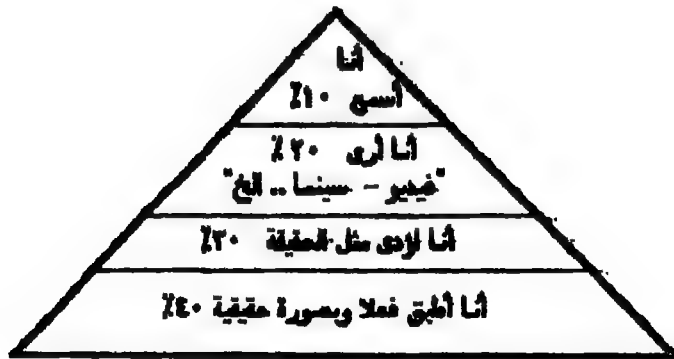 أنا
أسمع ١٠٪
أنا أرى ٢٠٪
"فيديو - سينما .. الخ"
أنا أؤدى مثل الحقيقة ٣٠٪
أنا أطبق فعلا وبصورة حقيقية ٤٠٪